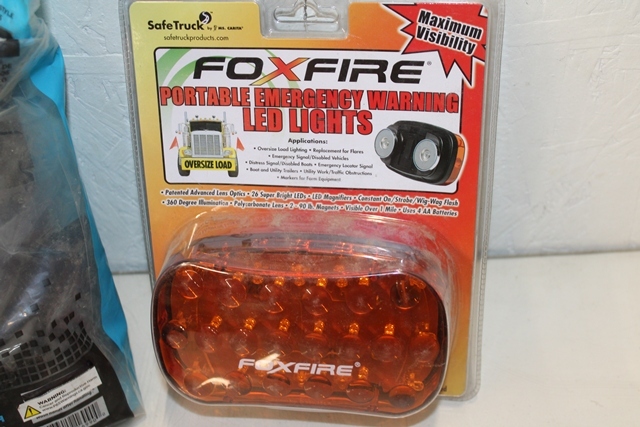 SafeTruck by MS. CARITA
safetruckproducts.com
Maximum
Visibility
FOXFIRE®
PORTABLE EMERGENCY WARNING
LED LIGHTS
Applications:
• Oversize Load Lighting • Replacement for Flares
• Emergency Signal/Disabled Vehicles
• Distress Signal/Disabled Boats • Emergency Locator Signal
• Boat and Utility Trailers • Utility Work/Traffic Obstructions
• Markers for Farm Equipment
OVERSIZE LOAD
• Patented Advanced Lens Optics • 26 Super Bright LEDs • LED Magnifiers • Constant On/Strobe/Wig-Wag Flash
• 360 Degree Illumination • Polycarbonate Lens • 2 - 90 lb. Magnets • Visible Over 1 Mile • Uses 4 AA Batteries
FOXFIRE®
WARNING